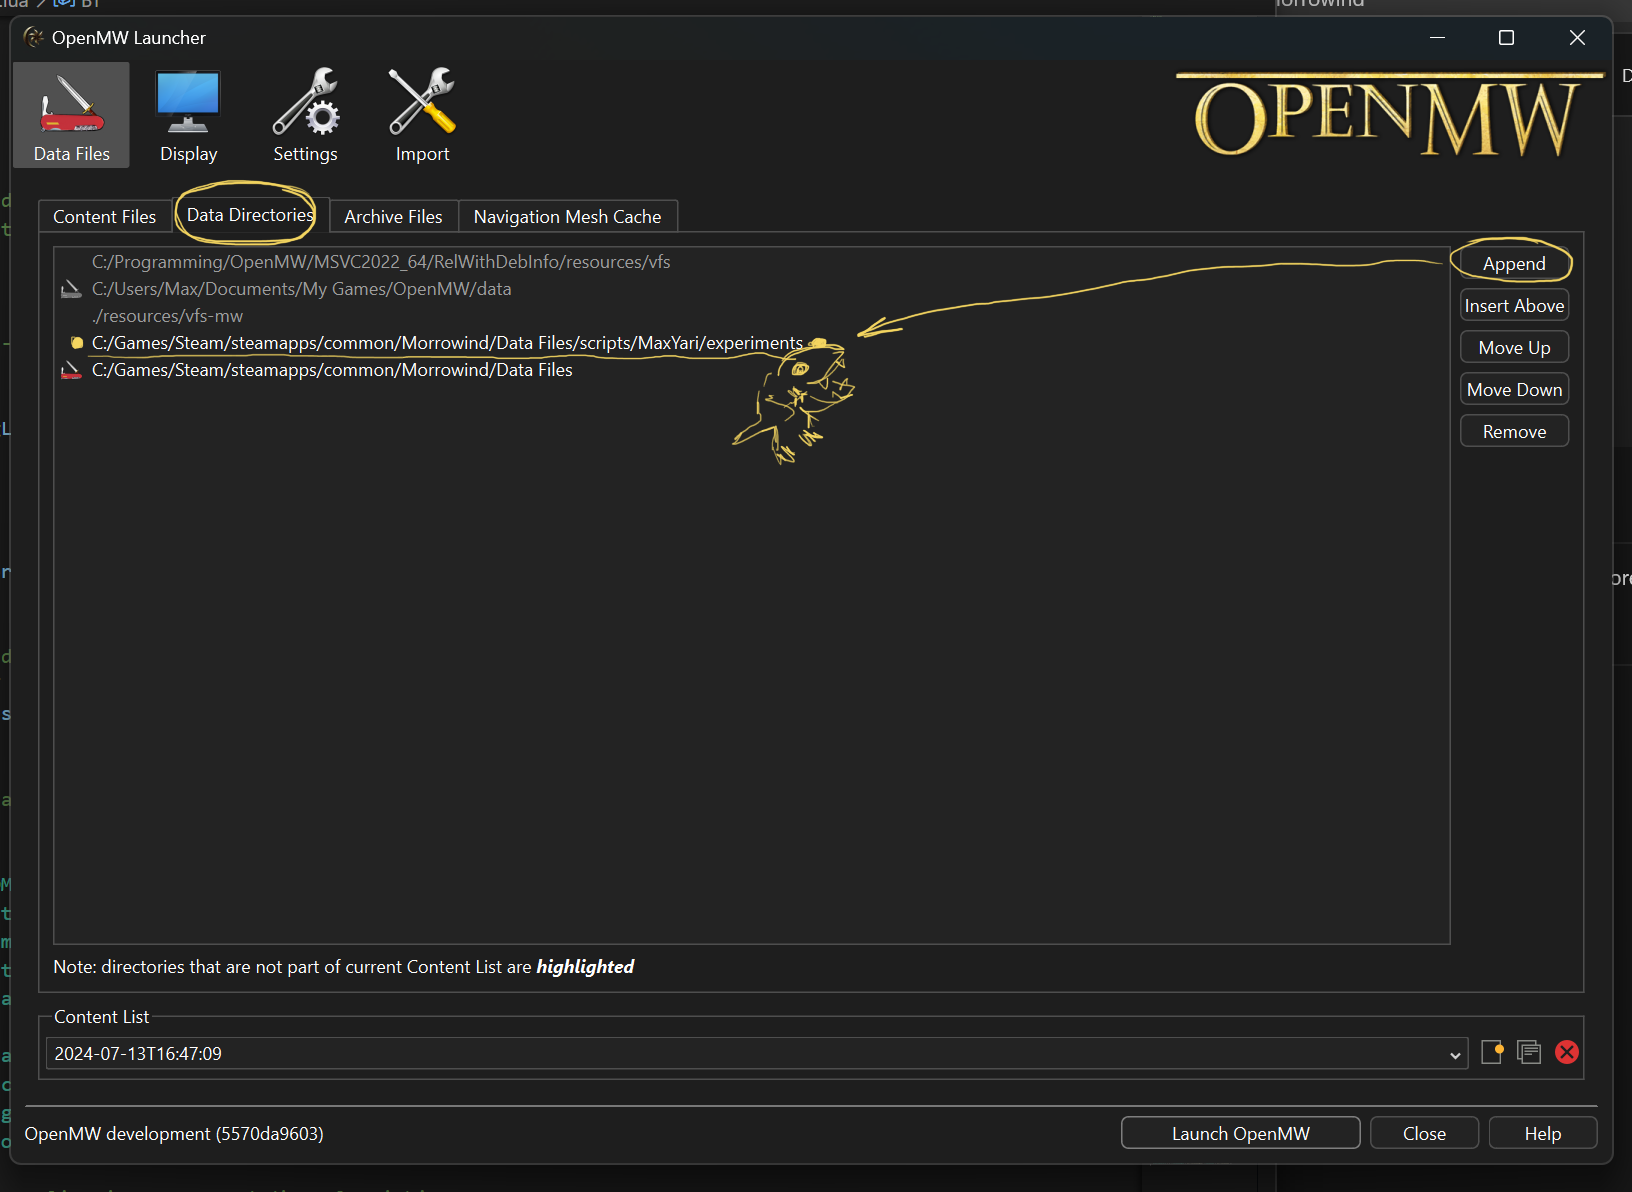 OpenMW Launcher
Data Files
Display
Settings
Import
OPENMW
Content Files
Data Directories
Archive Files
Navigation Mesh Cache
C:/Programming/OpenMW/MSVC2022_64/RelWithDebInfo/resources/vfs
C:/Users/Max/Documents/My Games/OpenMW/data
./resources/vfs-mw
C:/Games/Steam/steamapps/common/Morrowind/Data Files/scripts/MaxYari/experiments
C:/Games/Steam/steamapps/common/Morrowind/Data Files
Append
Insert Above
Move Up
Move Down
Remove
Note: directories that are not part of current Content List are highlighted
Content List
2024-07-13T16:47:09
OpenMW development (5570da9603)
Launch OpenMW
Close
Help